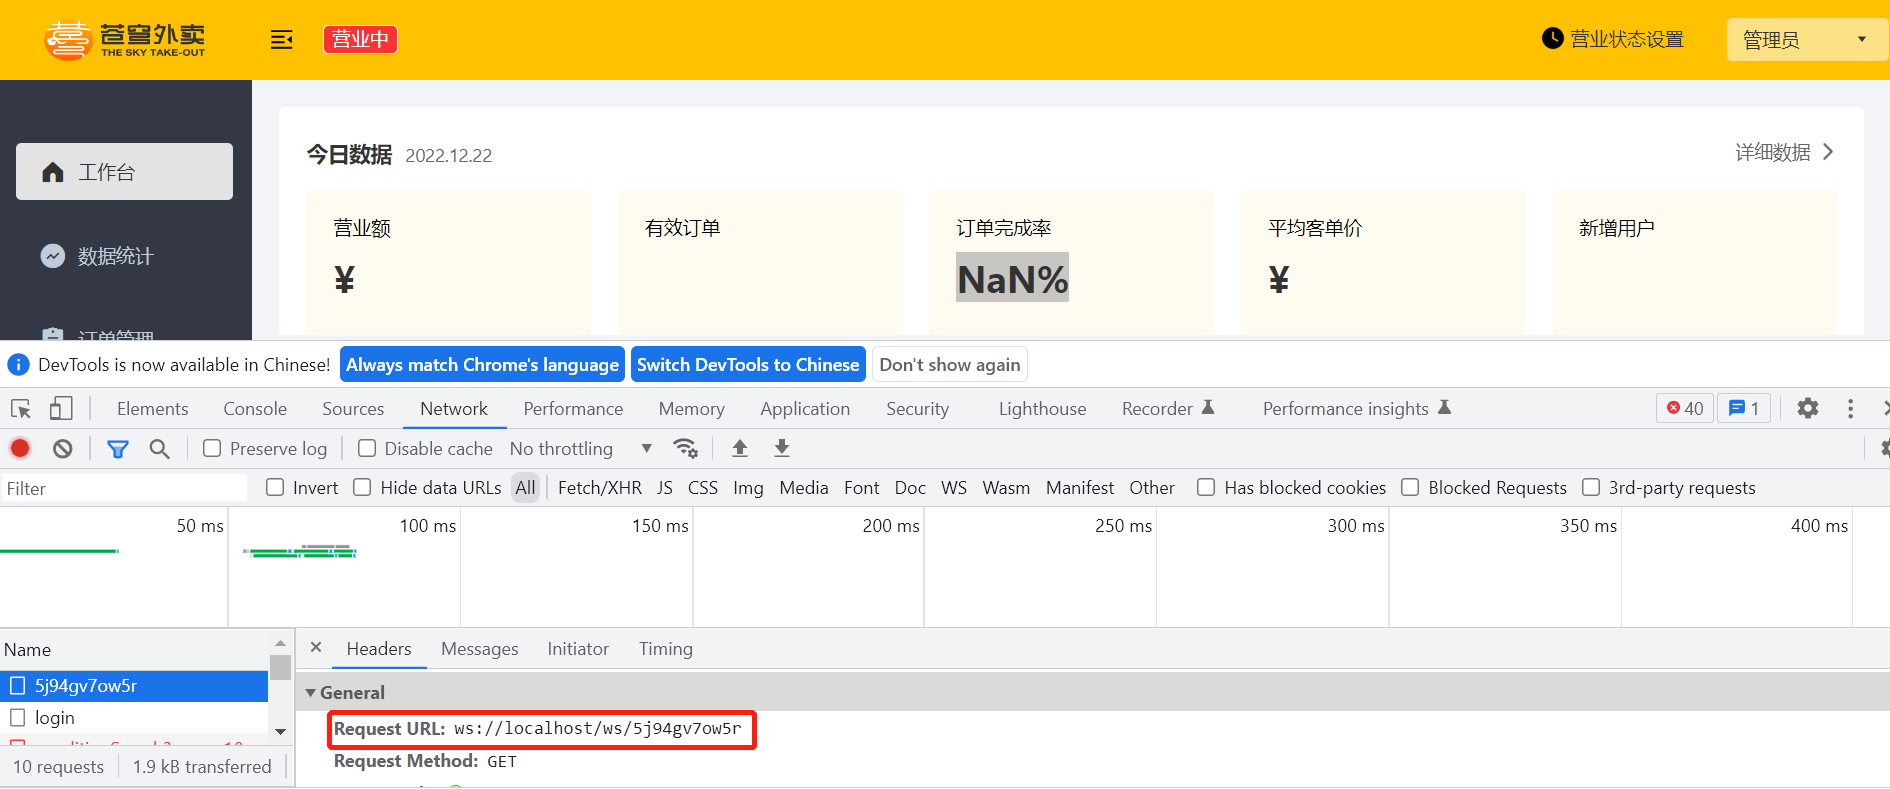 苍穹外卖
THE SKY TAKE-OUT
营业中
营业状态设置
管理员
工作台
数据统计
订单管理
今日数据 2022.12.22
详细数据
营业额 有效订单 订单完成率 平均客单价 新增用户
¥ NaN% ¥
DevTools is now available in Chinese! Always match Chrome's language Switch DevTools to Chinese Don't show again
Elements Console Sources Network Performance Memory Application Security Lighthouse Recorder Performance insights 40 1
Preserve log Disable cache No throttling
Filter Invert Hide data URLs All Fetch/XHR JS CSS Img Media Font Doc WS Wasm Manifest Other Has blocked cookies Blocked Requests 3rd-party requests
50 ms 100 ms 150 ms 200 ms 250 ms 300 ms 350 ms 400 ms
Name
5j94gv7ow5r
login
10 requests 1.9 kB transferred
Headers Messages Initiator Timing
General
Request URL: ws://localhost/ws/5j94gv7ow5r
Request Method: GET